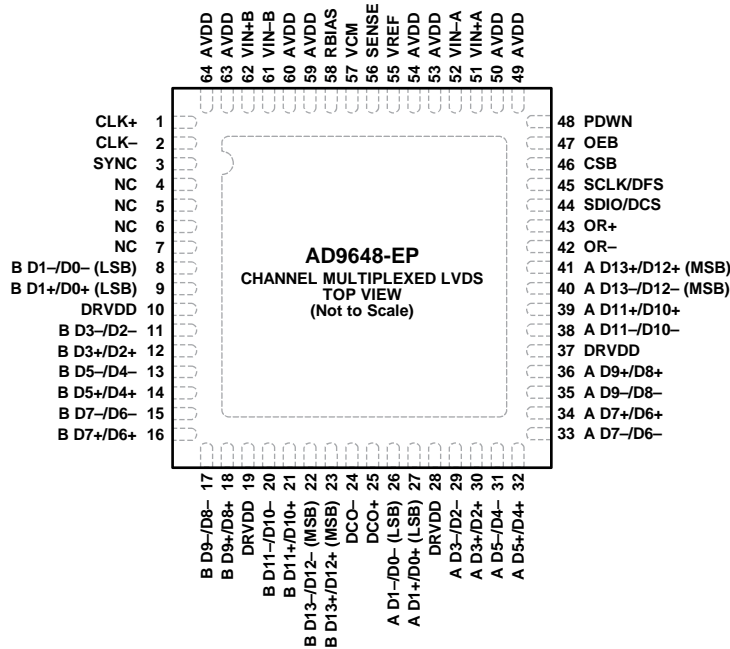 64 AVDD
63 AVDD
62 VIN+B
61 VIN–B
60 AVDD
59 AVDD
58 RBIAS
57 VCM
56 SENSE
55 VREF
54 AVDD
53 AVDD
52 VIN–A
51 VIN+A
50 AVDD
49 AVDD
CLK+ 1
CLK– 2
SYNC 3
NC 4
NC 5
NC 6
NC 7
B D1–/D0– (LSB) 8
B D1+/D0+ (LSB) 9
DRVDD 10
B D3–/D2– 11
B D3+/D2+ 12
B D5–/D4– 13
B D5+/D4+ 14
B D7–/D6– 15
B D7+/D6+ 16
AD9648-EP
CHANNEL MULTIPLEXED LVDS
TOP VIEW
(Not to Scale)
48 PDWN
47 OEB
46 CSB
45 SCLK/DFS
44 SDIO/DCS
43 OR+
42 OR–
41 A D13+/D12+ (MSB)
40 A D13–/D12– (MSB)
39 A D11+/D10+
38 A D11–/D10–
37 DRVDD
36 A D9+/D8+
35 A D9–/D8–
34 A D7+/D6+
33 A D7–/D6–
B D9–/D8– 17
B D9+/D8+ 18
DRVDD 19
B D11–/D10– 20
B D11+/D10+ 21
B D13–/D12– (MSB) 22
B D13+/D12+ (MSB) 23
DCO– 24
DCO+ 25
A D1–/D0– (LSB) 26
A D1+/D0+ (LSB) 27
DRVDD 28
A D3–/D2– 29
A D3+/D2+ 30
A D5–/D4– 31
A D5+/D4+ 32